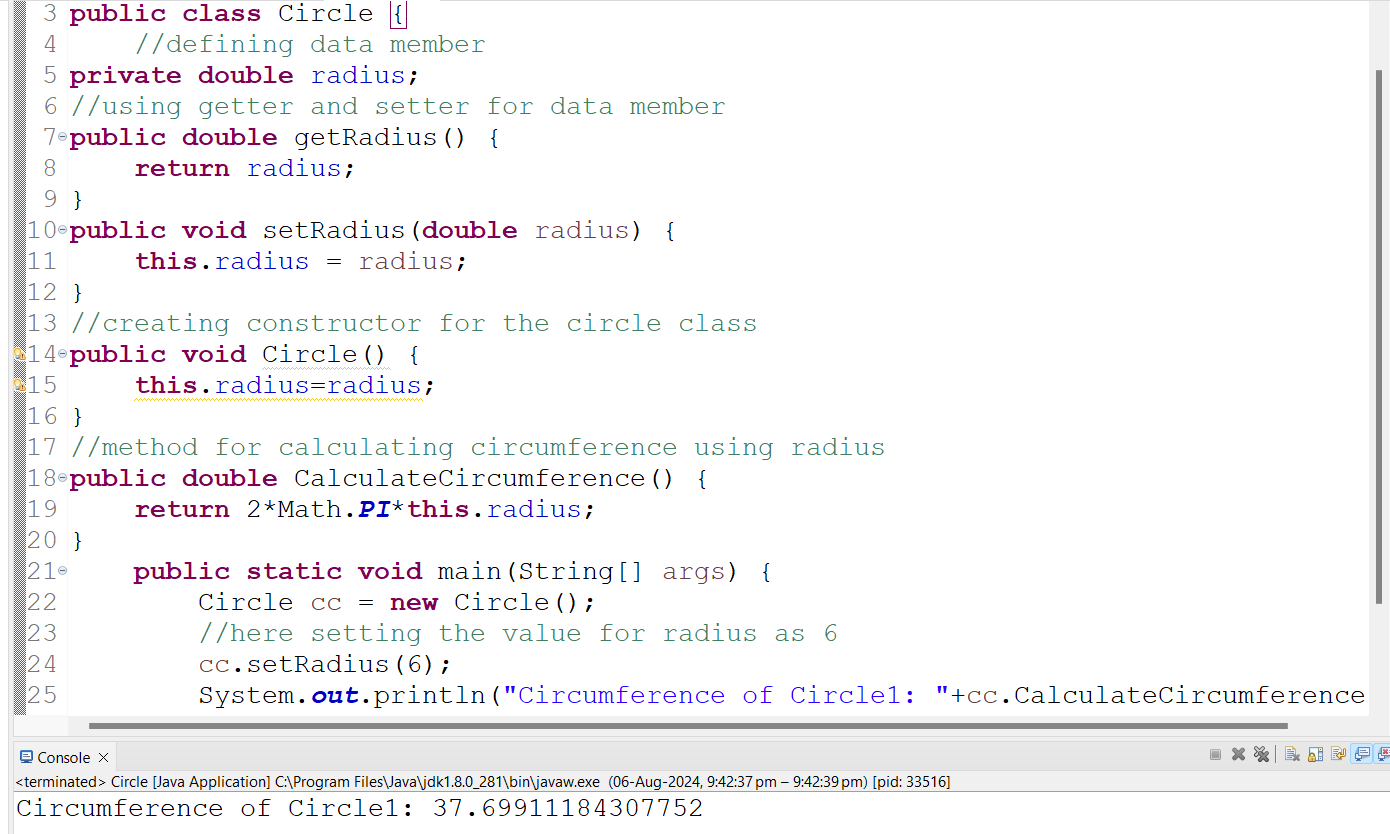 3 public class Circle {
4     //defining data member
5 private double radius;
6 //using getter and setter for data member
7 public double getRadius() {
8     return radius;
9 }
10 public void setRadius(double radius) {
11     this.radius = radius;
12 }
13 //creating constructor for the circle class
14 public void Circle() {
15     this.radius=radius;
16 }
17 //method for calculating circumference using radius
18 public double CalculateCircumference() {
19     return 2*Math.PI*this.radius;
20 }
21     public static void main(String[] args) {
22         Circle cc = new Circle();
23         //here setting the value for radius as 6
24         cc.setRadius(6);
25         System.out.println("Circumference of Circle1: "+cc.CalculateCircumference
Console
<terminated> Circle [Java Application] C:\Program Files\Java\jdk1.8.0_281\bin\javaw.exe (06-Aug-2024, 9:42:37 pm – 9:42:39 pm) [pid: 33516]
Circumference of Circle1: 37.69911184307752